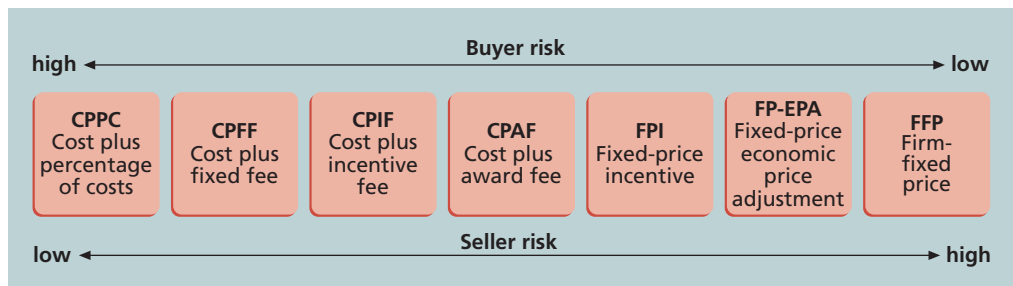 Buyer risk
high low
CPPC
Cost plus
percentage
of costs
CPFF
Cost plus
fixed fee
CPIF
Cost plus
incentive
fee
CPAF
Cost plus
award fee
FPI
Fixed-price
incentive
FP-EPA
Fixed-price
economic
price
adjustment
FFP
Firm-
fixed
price
Seller risk
low high